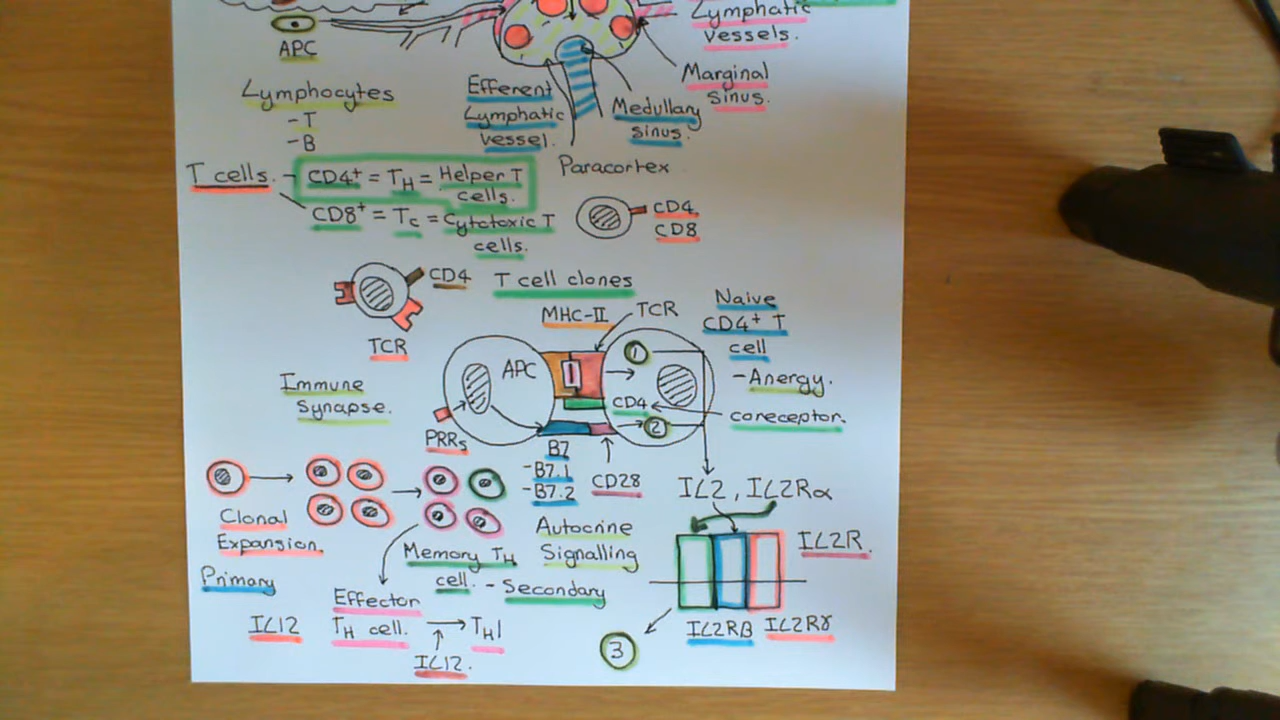 Lymphatic
vessels.
APC
Marginal
Sinus.
Lymphocytes
-T
-B
Efferent
Lymphatic
vessel.
Medullary
sinus.
Paracortex
T cells.
CD4+ = TH = Helper T
cells.
CD8+ = Tc = Cytotoxic T
cells.
CD4
CD8
CD4
TCR
T cell clones
MHC-II
TCR
Naive
CD4+ T
cell
-Anergy.
APC
1
CD4
coreceptor.
2
Immune
Synapse.
PRRs
B7
-B7.1
-B7.2
CD28
IL2, IL2Rα
IL2R.
IL2Rβ
IL2Rγ
3
Clonal
Expansion.
Autocrine
Signalling
Memory TH
cell. - Secondary
Primary
Effector
TH cell. → TH1
IL12
IL12.